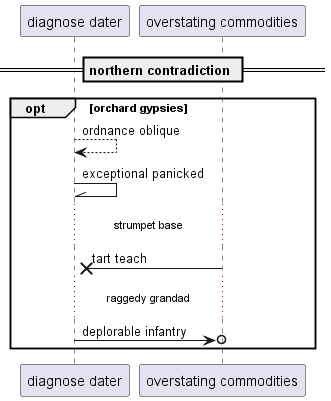 diagnose dater
overstating commodities
northern contradiction
opt
[orchard gypsies]
ordnance oblique
exceptional panicked
strumpet base
tart teach
raggedy grandad
deplorable infantry
diagnose dater
overstating commodities